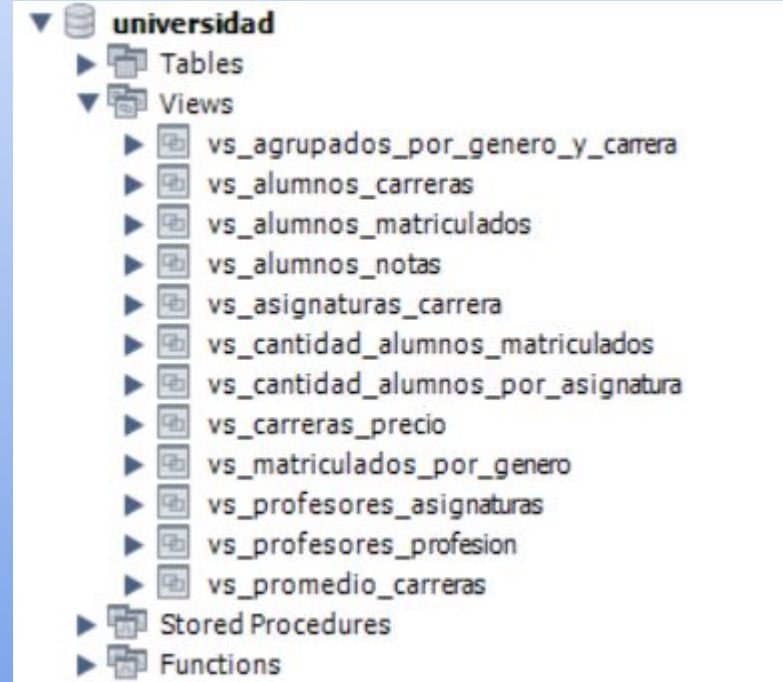 universidad
Tables
Views
vs_agrupados_por_genero_y_carrera
vs_alumnos_carreras
vs_alumnos_matriculados
vs_alumnos_notas
vs_asignaturas_carrera
vs_cantidad_alumnos_matriculados
vs_cantidad_alumnos_por_asignatura
vs_carreras_precio
vs_matriculados_por_genero
vs_profesores_asignaturas
vs_profesores_profesion
vs_promedio_carreras
Stored Procedures
Functions